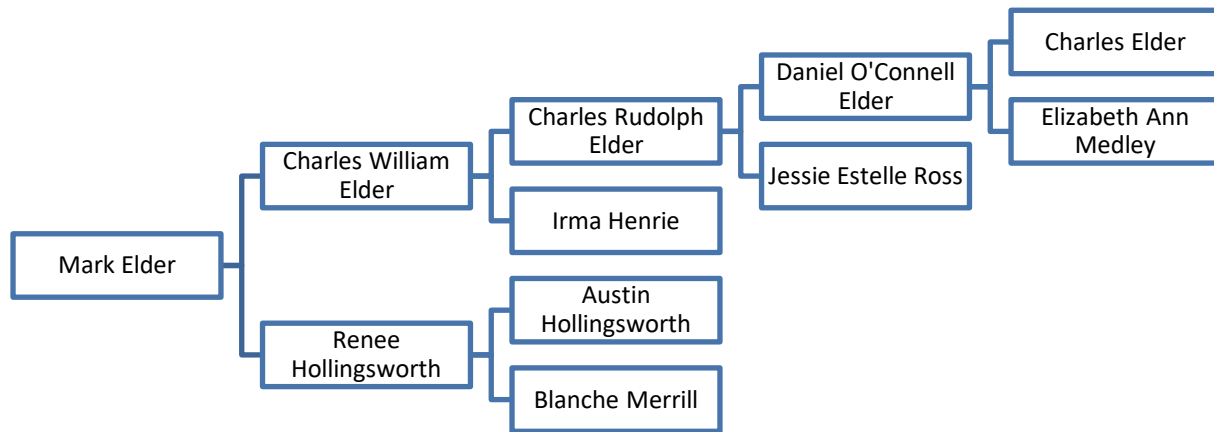 Charles Elder
Daniel O'Connell
Elder
Elizabeth Ann
Medley
Charles Rudolph
Elder
Jessie Estelle Ross
Charles William
Elder
Irma Henrie
Mark Elder
Austin
Hollingsworth
Renee
Hollingsworth
Blanche Merrill